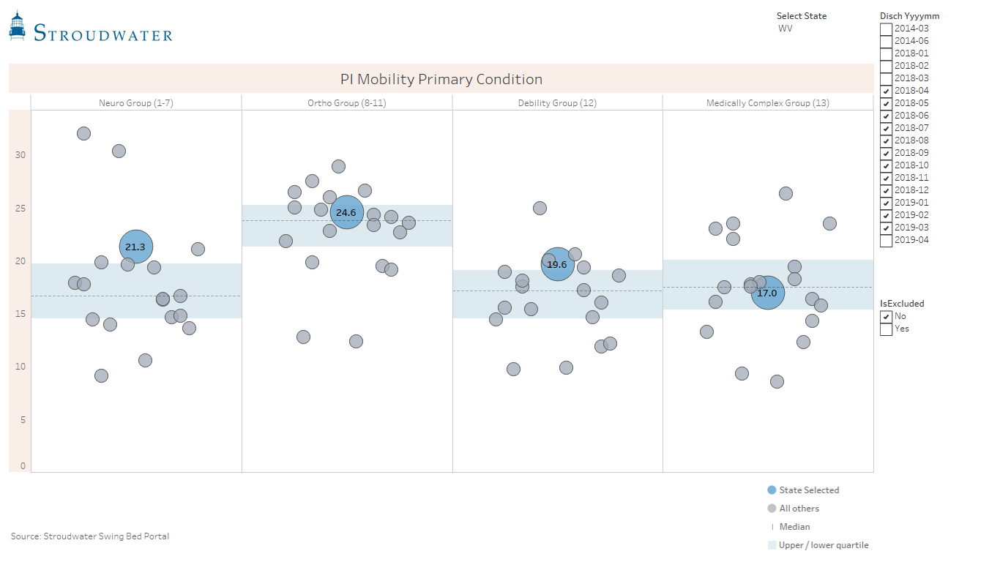 STROUDWATER
Select State
WV
Disch Yyyymm
2014-03
2014-06
2018-01
2018-02
2018-03
2018-04
2018-05
2018-06
2018-07
2018-08
2018-09
2018-10
2018-11
2018-12
2019-01
2019-02
2019-03
2019-04
IsExcluded
No
Yes
PI Mobility Primary Condition
Neuro Group (1-7)
Ortho Group (8-11)
Debility Group (12)
Medically Complex Group (13)
30
25
20
15
10
5
0
21.3
24.6
19.6
17.0
State Selected
All others
Median
Upper / lower quartile
Source: Stroudwater Swing Bed Portal